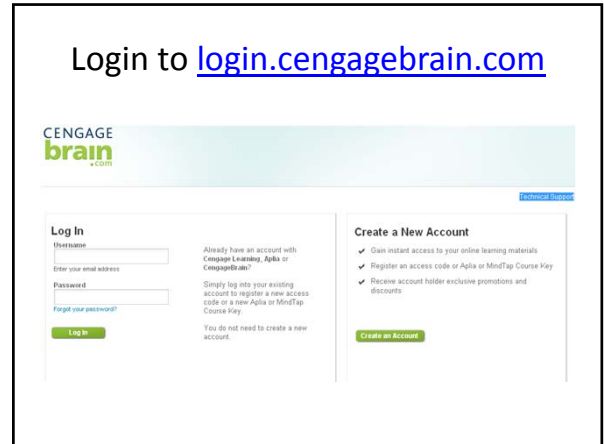 Login to login.cengagebrain.com
CENGAGE
brain
.com
Technical Support
Log In
Username
Enter your email address
Password
Forgot your password?
Log In
Already have an account with
Cengage Learning, Aplia or
CengageBrain?
Simply log into your existing
account to register a new access
code or a new Aplia or MindTap
Course Key.
You do not need to create a new
account.
Create a New Account
✔ Gain instant access to your online learning materials
✔ Register an access code or Aplia or MindTap Course Key
✔ Receive account holder exclusive promotions and
discounts
Create an Account